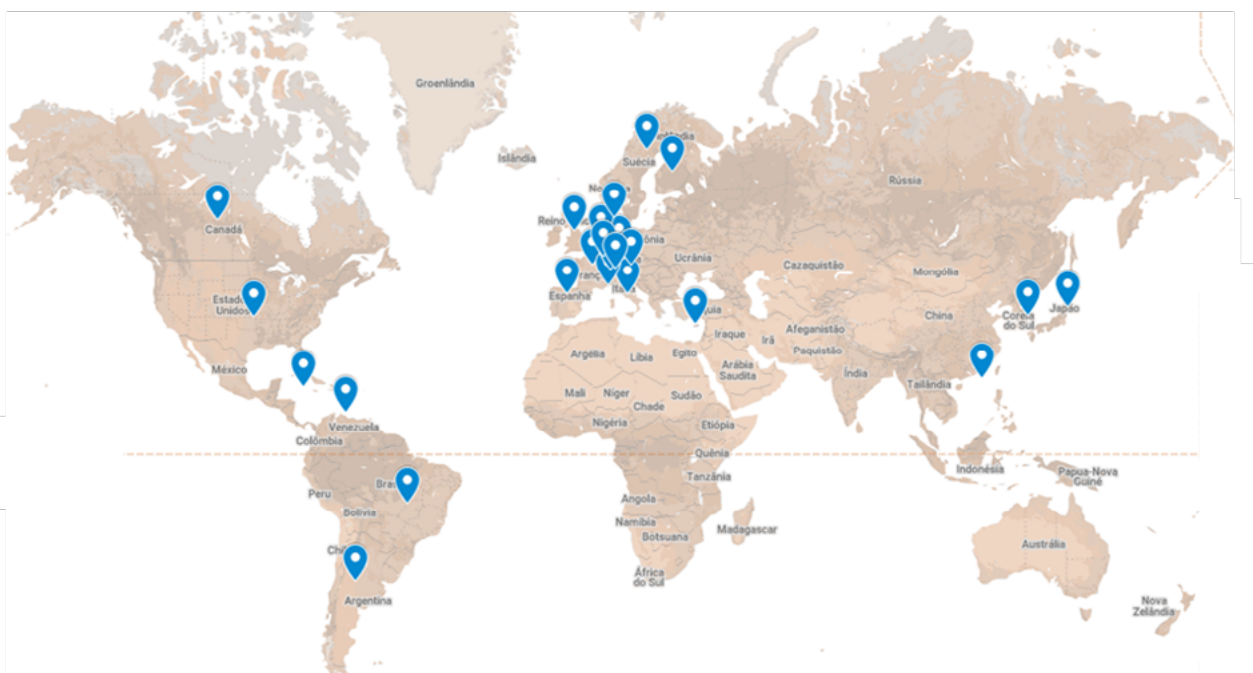 Groenlândia
Islândia
Suécia
Rússia
Reino
Canadá
Ucrânia
Cazaquistão
Mongólia
Espanha
Estado
Unidos
China
Coreia
do Sul
Japão
Iraque
Irã
Afeganistão
Paquistão
Argélia
Líbia
Egito
Arábia
Saudita
Índia
Tailândia
México
Mali
Níger
Chade
Sudão
Nigéria
Etiópia
Venezuela
Colômbia
Quênia
Tanzânia
Indonésia
Papua-Nova
Guiné
Peru
Bolívia
Angola
Namíbia
Botsuana
Madagascar
África
do Sul
Austrália
Argentina
Nova
Zelândia